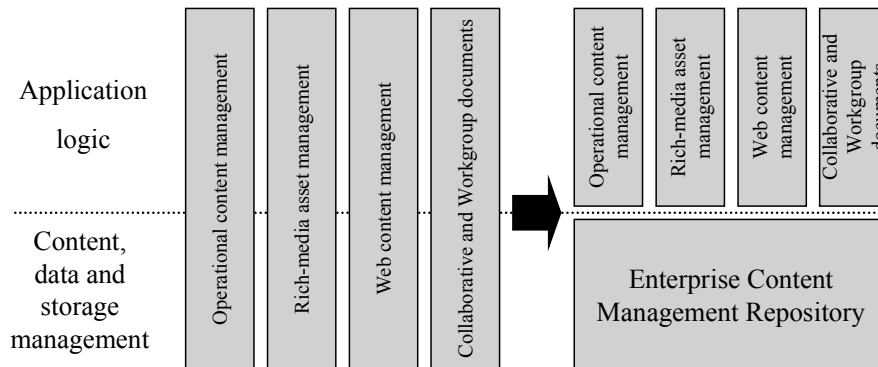 Application
logic
Content,
data and
storage
management
Operational content management
Rich-media asset management
Web content management
Collaborative and Workgroup documents
Operational content
management
Rich-media asset
management
Web content
management
Collaborative and
Workgroup
documents
Enterprise Content
Management Repository